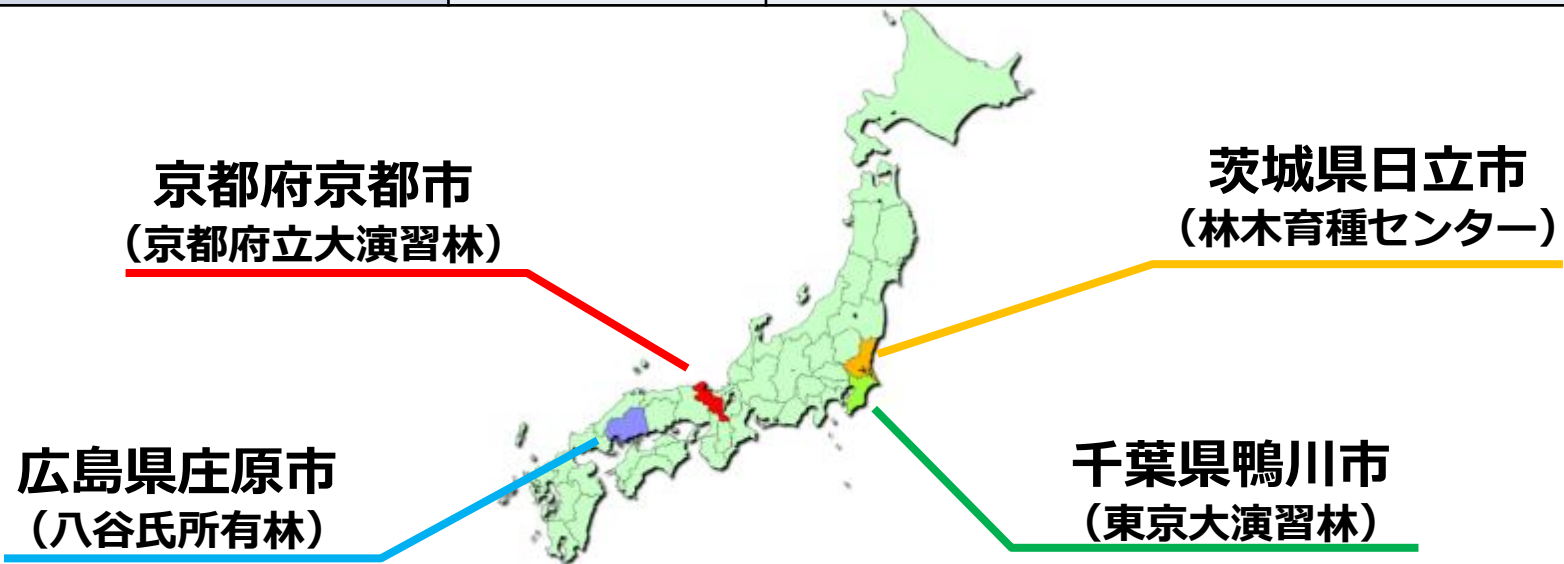 京都府京都市
（京都府立大演習林）
茨城県日立市
（林木育種センター）
広島県庄原市
（八谷氏所有林）
千葉県鴨川市
（東京大演習林）